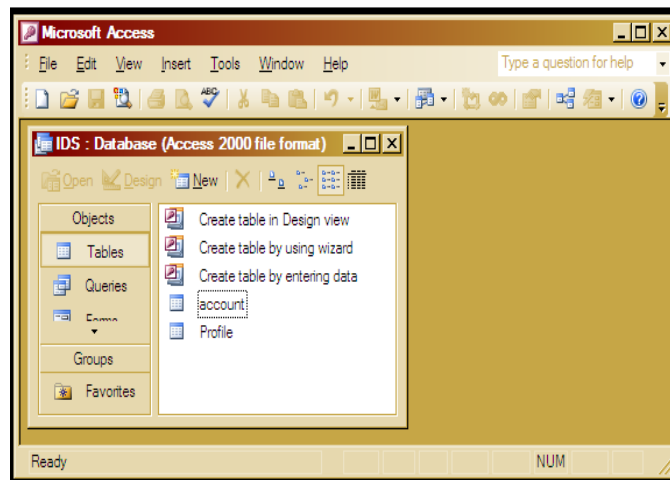 Microsoft Access
File Edit View Insert Tools Window Help Type a question for help
ABC
IDS : Database (Access 2000 file format)
Open Design New
Objects
Tables
Queries
Forms
Groups
Favorites
Create table in Design view
Create table by using wizard
Create table by entering data
account
Profile
Ready NUM